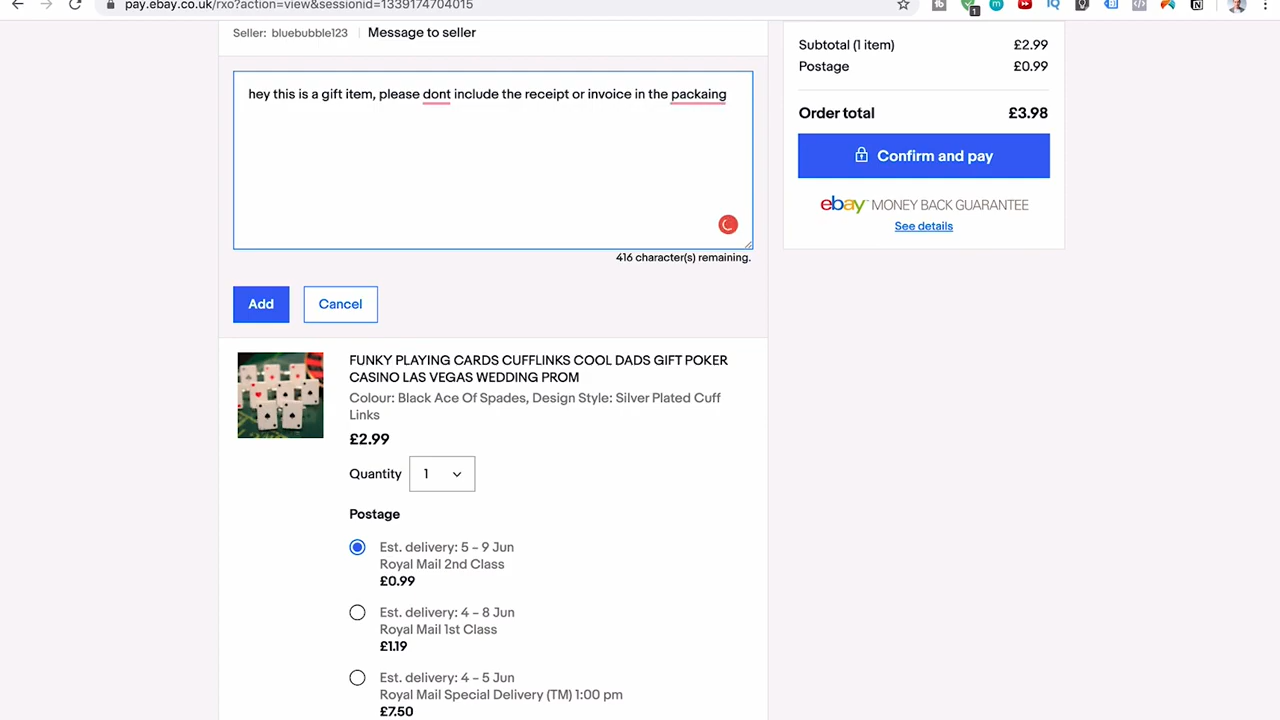 pay.ebay.co.uk/rxo?action=view&sessionid=1339174704015
1
Seller: bluebubble123 Message to seller
hey this is a gift item, please dont include the receipt or invoice in the packaing
416 character(s) remaining.
Add Cancel
FUNKY PLAYING CARDS CUFFLINKS COOL DADS GIFT POKER
CASINO LAS VEGAS WEDDING PROM
Colour: Black Ace Of Spades, Design Style: Silver Plated Cuff
Links
£2.99
Quantity 1
Postage
Est. delivery: 5 – 9 Jun
Royal Mail 2nd Class
£0.99
Est. delivery: 4 – 8 Jun
Royal Mail 1st Class
£1.19
Est. delivery: 4 – 5 Jun
Royal Mail Special Delivery (TM) 1:00 pm
£7.50
Subtotal (1 item) £2.99
Postage £0.99
Order total £3.98
Confirm and pay
ebay MONEY BACK GUARANTEE
See details